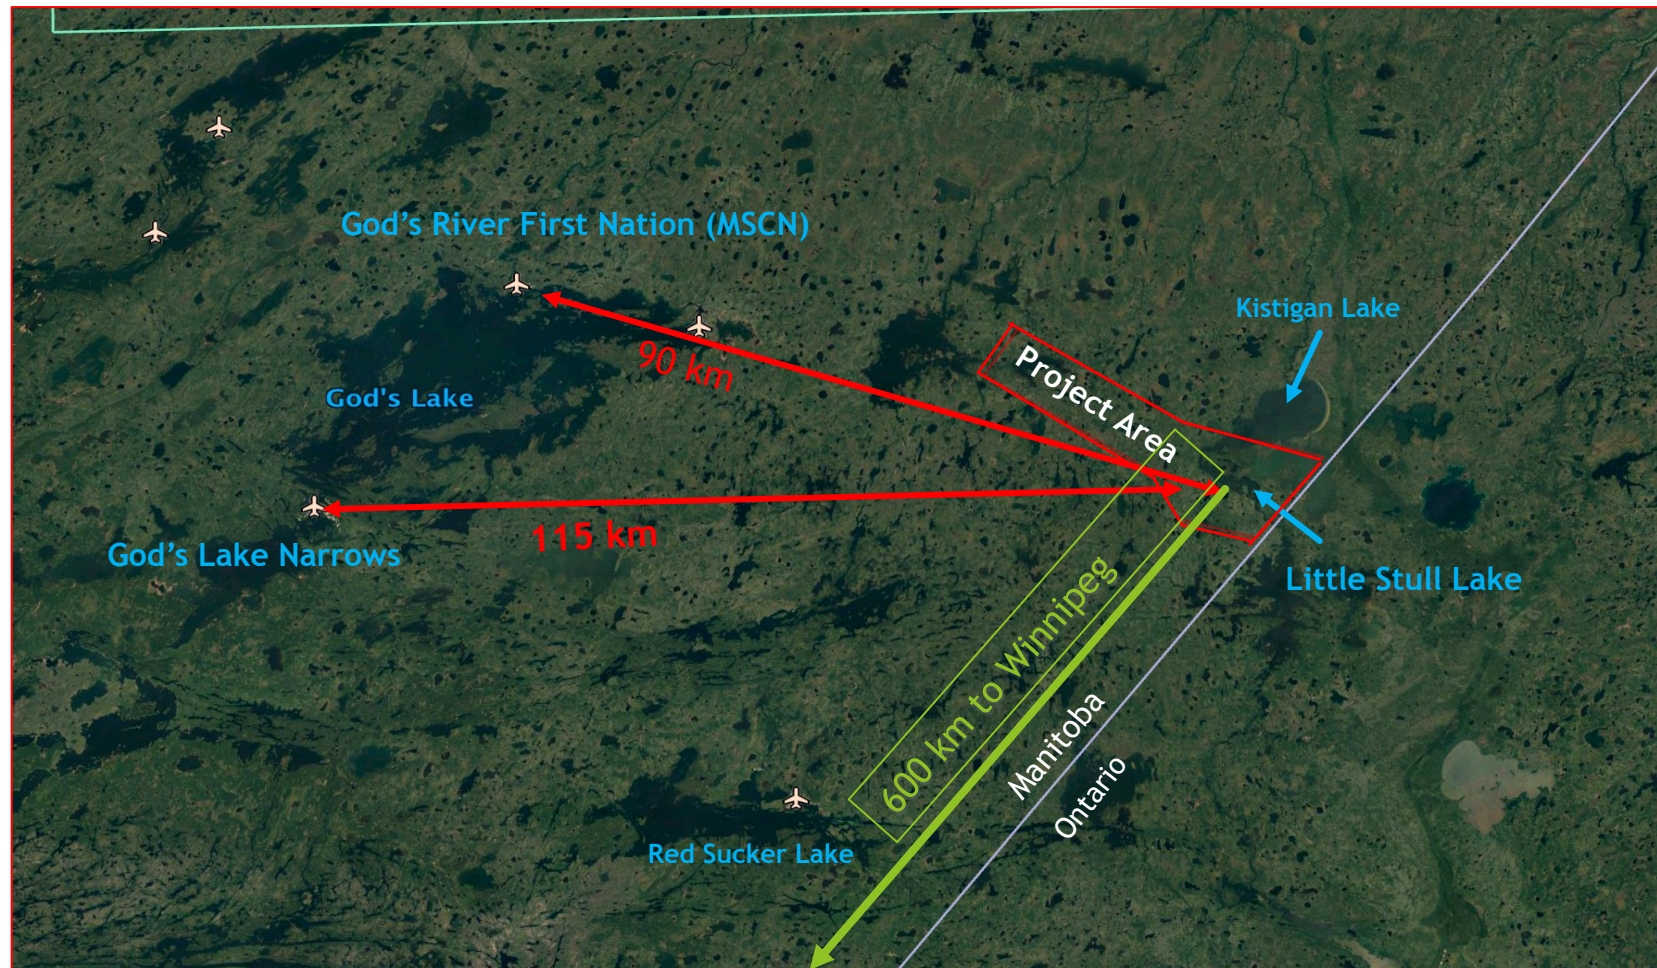 God’s River First Nation (MSCN)
Kistigan Lake
90 km
Project Area
God's Lake
115 km
God’s Lake Narrows
Little Stull Lake
600 km to Winnipeg
Manitoba
Ontario
Red Sucker Lake